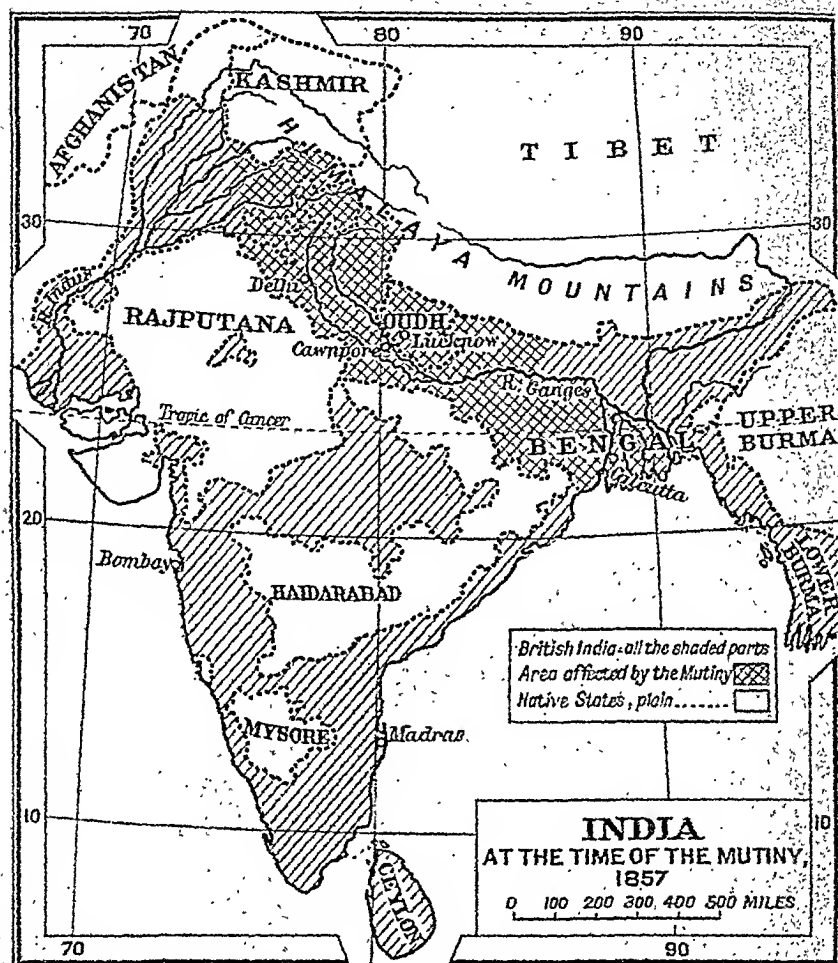 70 80 90
AFGHANISTAN
KASHMIR
TIBET
HIMALAYA MOUNTAINS
30 30
R. Indus
Delhi
RAJPUTANA
OUDH
Lucknow
Cawnpore
R. Ganges
Tropic of Cancer
BENGAL
UPPER
BURMA
Calcutta
20
LOWER
BURMA
Bombay
HAIDARABAD
British India - all the shaded parts
Area affected by the Mutiny
Native States, plain
MYSORE
Madras
10 10
INDIA
AT THE TIME OF THE MUTINY,
1857
0 100 200 300 400 500 MILES
CEYLON
70 80 90